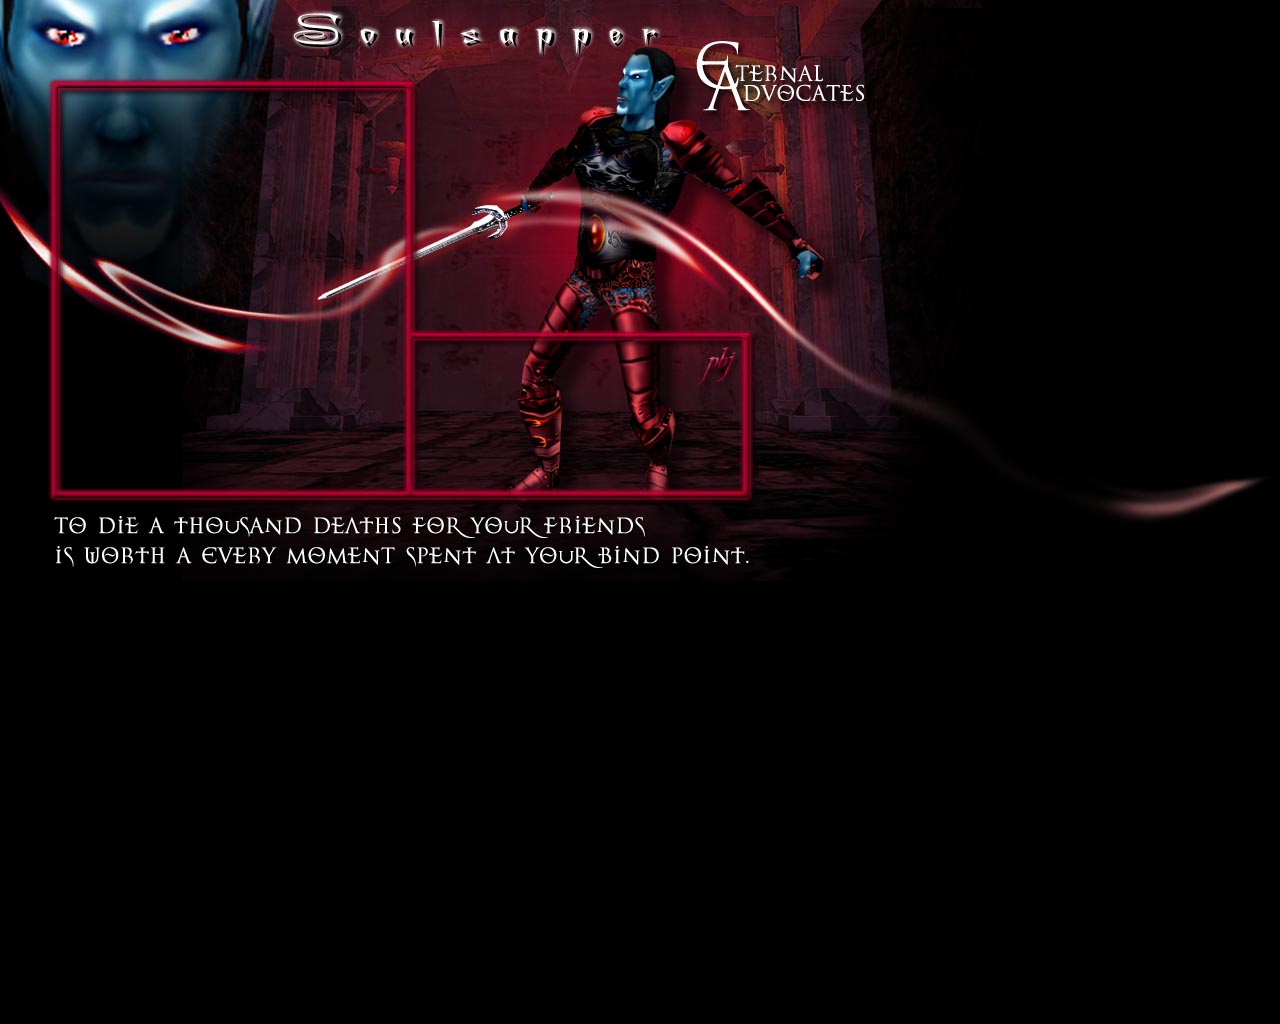 Soulsapper
Eternal
Advocates
pbj
To die a thousand deaths for your friends
is worth a every moment spent at your bind point.